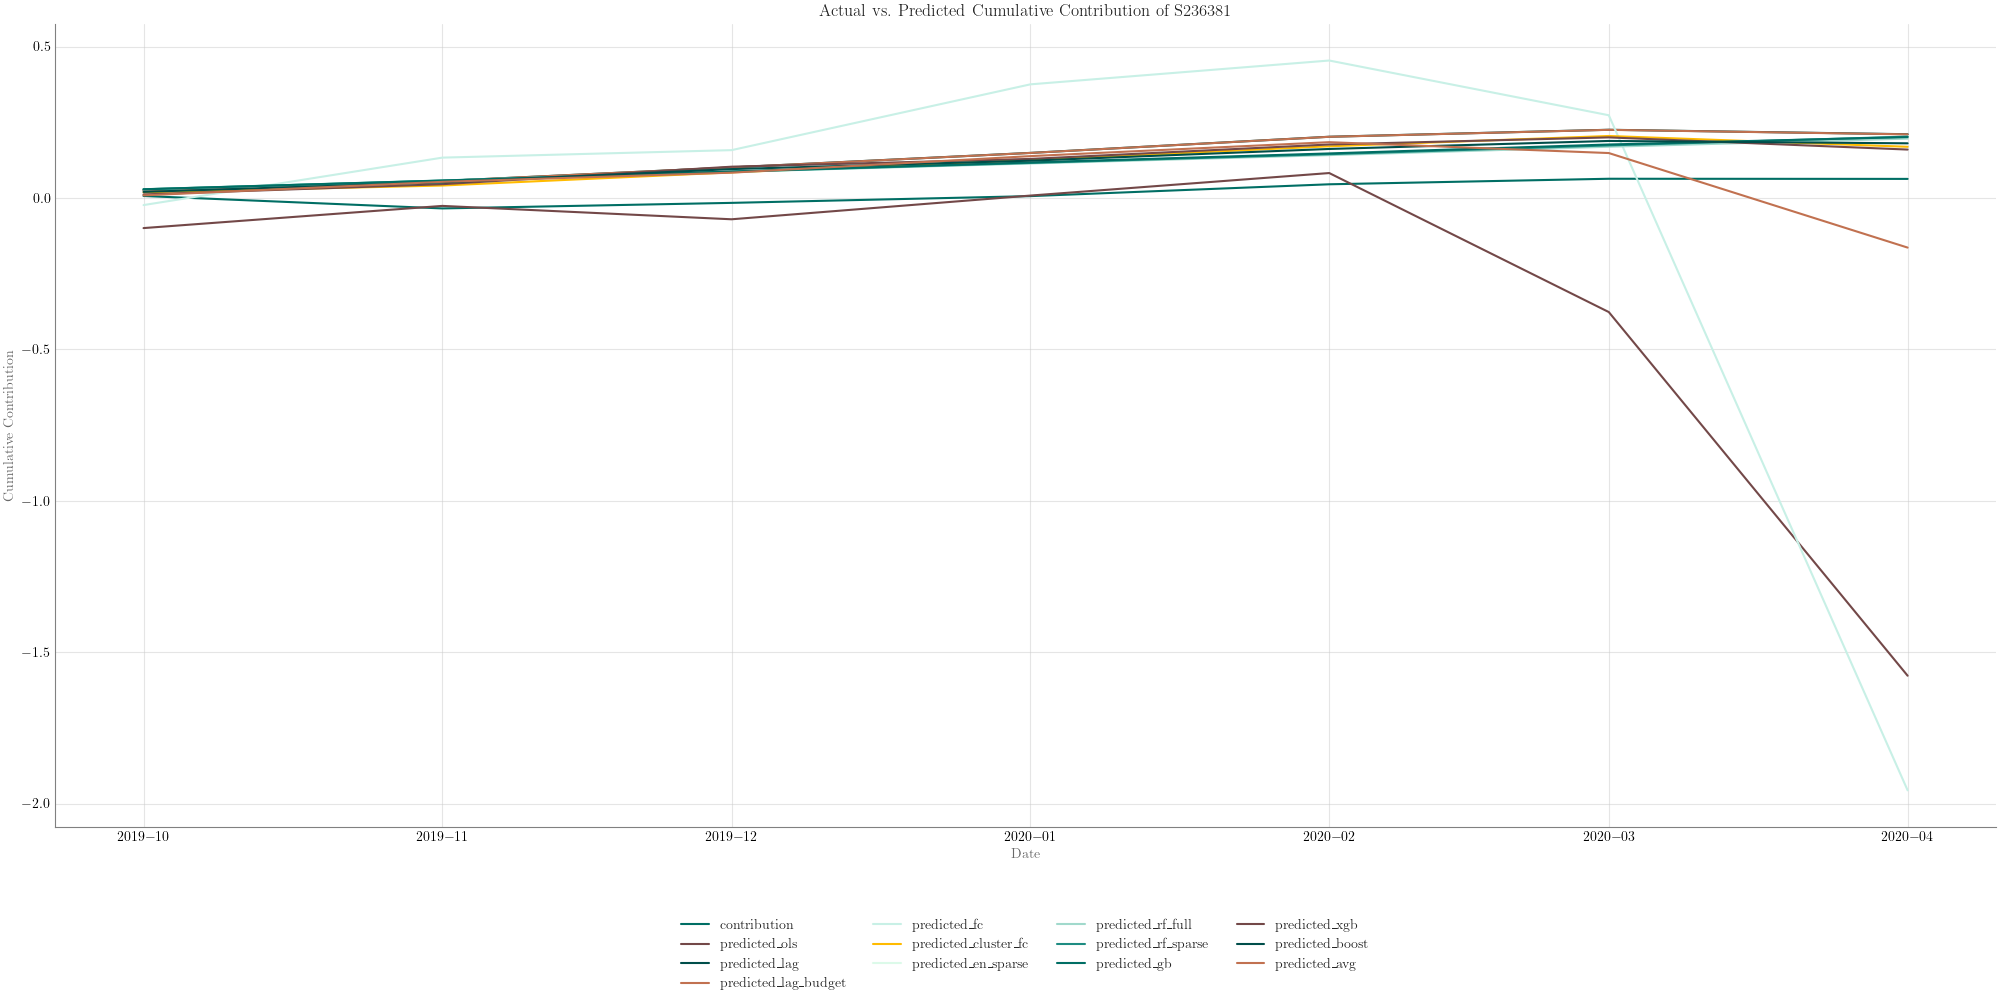 Actual vs. Predicted Cumulative Contribution of S236381
0.5
0.0
−0.5
−1.0
−1.5
−2.0
Cumulative Contribution
2019−10 2019−11 2019−12 2020−01 2020−02 2020−03 2020−04
Date
contribution predicted_fc predicted_rf_full predicted_xgb
predicted_ols predicted_cluster_fc predicted_rf_sparse predicted_boost
predicted_lag predicted_en_sparse predicted_gb predicted_avg
predicted_lag_budget